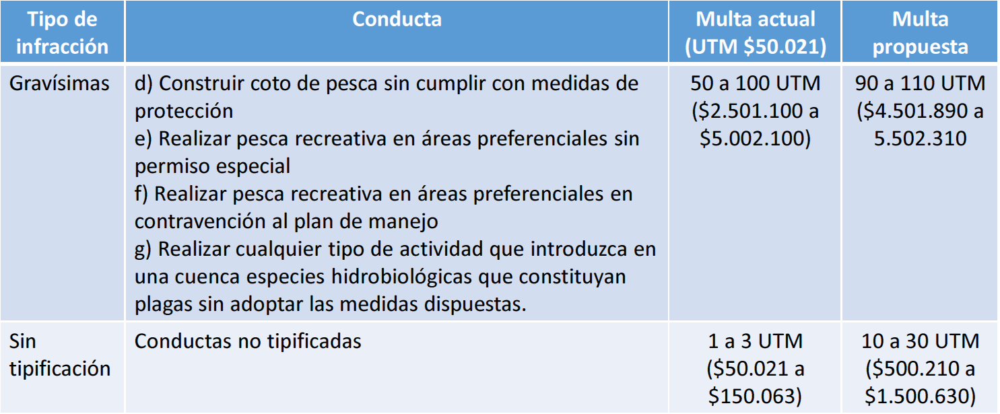 Tipo de
infracción
Conducta
Multa actual
(UTM $50.021)
Multa
propuesta
Gravísimas
d) Construir coto de pesca sin cumplir con medidas de
protección
e) Realizar pesca recreativa en áreas preferenciales sin
permiso especial
f) Realizar pesca recreativa en áreas preferenciales en
contravención al plan de manejo
g) Realizar cualquier tipo de actividad que introduzca en
una cuenca especies hidrobiológicas que constituyan
plagas sin adoptar las medidas dispuestas.
50 a 100 UTM
($2.501.100 a
$5.002.100)
90 a 110 UTM
($4.501.890 a
5.502.310
Sin
tipificación
Conductas no tipificadas
1 a 3 UTM
($50.021 a
$150.063)
10 a 30 UTM
($500.210 a
$1.500.630)